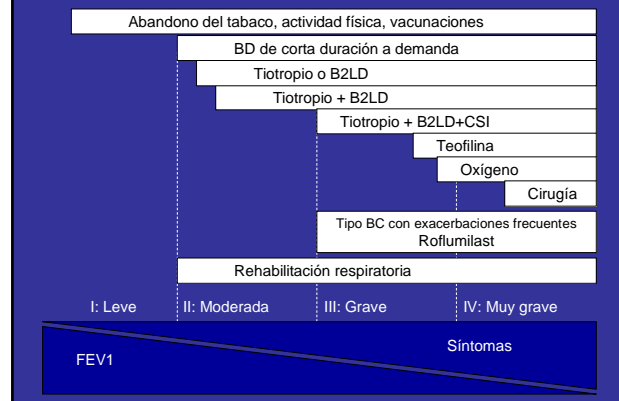 Abandono del tabaco, actividad física, vacunaciones
BD de corta duración a demanda
Tiotropio o B2LD
Tiotropio + B2LD
Tiotropio + B2LD+CSI
Teofilina
Oxígeno
Cirugía
Tipo BC con exacerbaciones frecuentes
Roflumilast
Rehabilitación respiratoria
I: Leve
II: Moderada
III: Grave
IV: Muy grave
Síntomas
FEV1